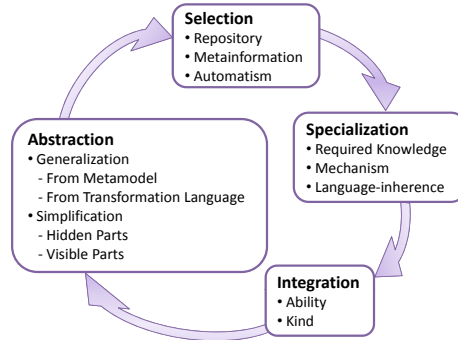 Selection
• Repository
• Metainformation
• Automatism
Specialization
• Required Knowledge
• Mechanism
• Language-inherence
Integration
• Ability
• Kind
Abstraction
• Generalization
- From Metamodel
- From Transformation Language
• Simplification
- Hidden Parts
- Visible Parts